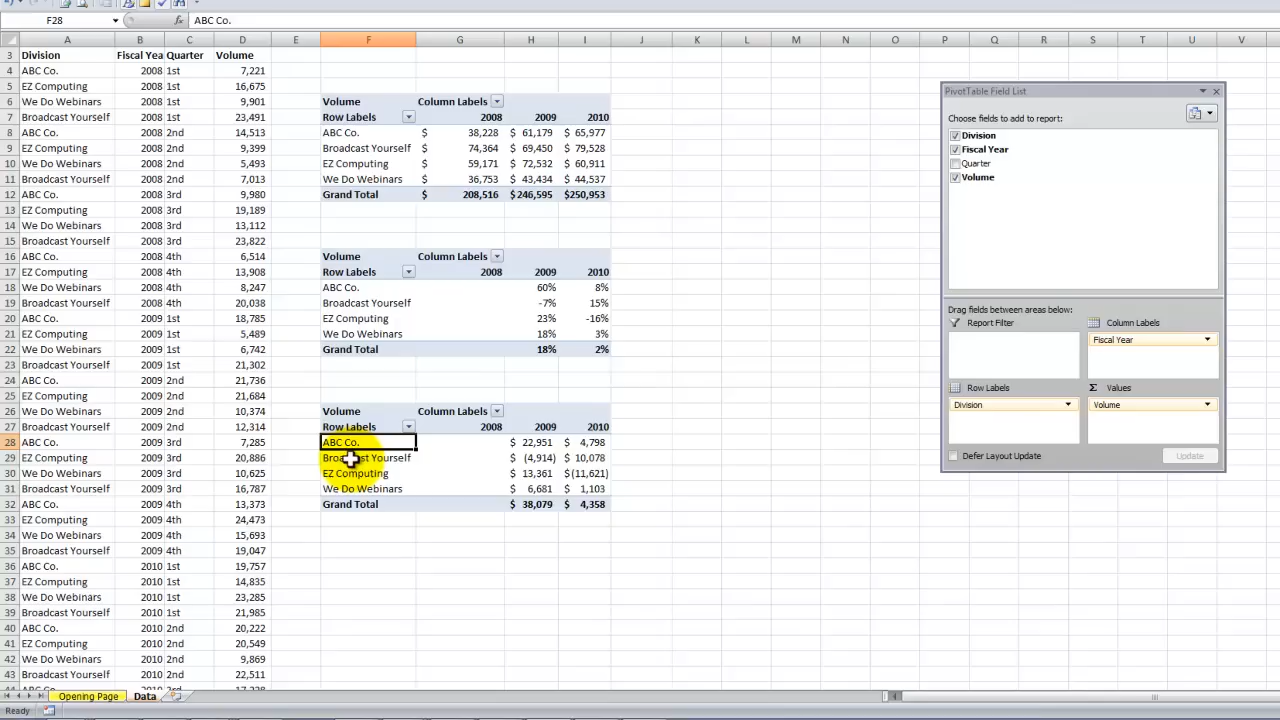 F28 fx ABC Co.
A B C D E F G H I J K L M N O P Q R S T U V
3 Division Fiscal Yea Quarter Volume
4 ABC Co. 2008 1st 7,221
5 EZ Computing 2008 1st 16,675
6 We Do Webinars 2008 1st 9,901 Volume Column Labels
7 Broadcast Yourself 2008 1st 23,491 Row Labels 2008 2009 2010
8 ABC Co. 2008 2nd 14,513 ABC Co. $ 38,228 $ 61,179 $ 65,977
9 EZ Computing 2008 2nd 9,399 Broadcast Yourself $ 74,364 $ 69,450 $ 79,528
10 We Do Webinars 2008 2nd 5,493 EZ Computing $ 59,171 $ 72,532 $ 60,911
11 Broadcast Yourself 2008 2nd 7,013 We Do Webinars $ 36,753 $ 43,434 $ 44,537
12 ABC Co. 2008 3rd 9,980 Grand Total $ 208,516 $246,595 $250,953
13 EZ Computing 2008 3rd 19,189
14 We Do Webinars 2008 3rd 13,112
15 Broadcast Yourself 2008 3rd 23,822
16 ABC Co. 2008 4th 6,514 Volume Column Labels
17 EZ Computing 2008 4th 13,908 Row Labels 2008 2009 2010
18 We Do Webinars 2008 4th 8,247 ABC Co. 60% 8%
19 Broadcast Yourself 2008 4th 20,038 Broadcast Yourself -7% 15%
20 ABC Co. 2009 1st 18,785 EZ Computing 23% -16%
21 EZ Computing 2009 1st 5,489 We Do Webinars 18% 3%
22 We Do Webinars 2009 1st 6,742 Grand Total 18% 2%
23 Broadcast Yourself 2009 1st 21,302
24 ABC Co. 2009 2nd 21,736
25 EZ Computing 2009 2nd 21,684
26 We Do Webinars 2009 2nd 10,374 Volume Column Labels
27 Broadcast Yourself 2009 2nd 12,314 Row Labels 2008 2009 2010
28 ABC Co. 2009 3rd 7,285 ABC Co. $ 22,951 $ 4,798
29 EZ Computing 2009 3rd 20,886 Broadcast Yourself $ (4,914) $ 10,078
30 We Do Webinars 2009 3rd 10,625 EZ Computing $ 13,361 $(11,621)
31 Broadcast Yourself 2009 3rd 16,787 We Do Webinars $ 6,681 $ 1,103
32 ABC Co. 2009 4th 13,373 Grand Total $ 38,079 $ 4,358
33 EZ Computing 2009 4th 24,473
34 We Do Webinars 2009 4th 15,693
35 Broadcast Yourself 2009 4th 19,047
36 ABC Co. 2010 1st 19,757
37 EZ Computing 2010 1st 14,835
38 We Do Webinars 2010 1st 23,285
39 Broadcast Yourself 2010 1st 21,985
40 ABC Co. 2010 2nd 20,222
41 EZ Computing 2010 2nd 20,549
42 We Do Webinars 2010 2nd 9,869
43 Broadcast Yourself 2010 2nd 22,511
PivotTable Field List
Choose fields to add to report:
Division
Fiscal Year
Quarter
Volume
Drag fields between areas below:
Report Filter Column Labels
Fiscal Year
Row Labels Σ Values
Division Volume
Defer Layout Update Update
Opening Page Data
Ready